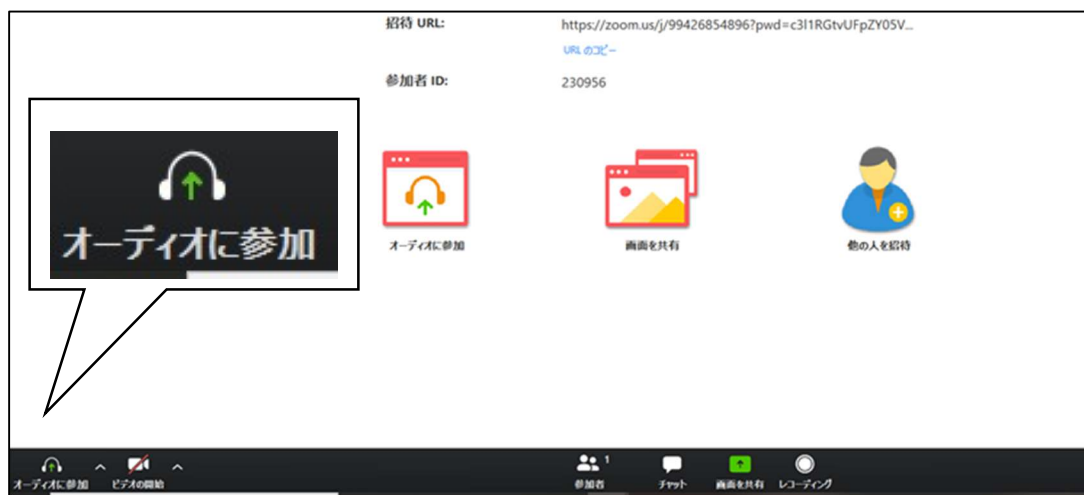 招待 URL: https://zoom.us/j/99426854896?pwd=c3l1RGtvUFpZY05V...
URL のコピー
参加者 ID: 230956
オーディオに参加
オーディオに参加 画面を共有 他の人を招待
オーディオに参加 ビデオの開始 参加者 1 チャット 画面を共有 レコーディング